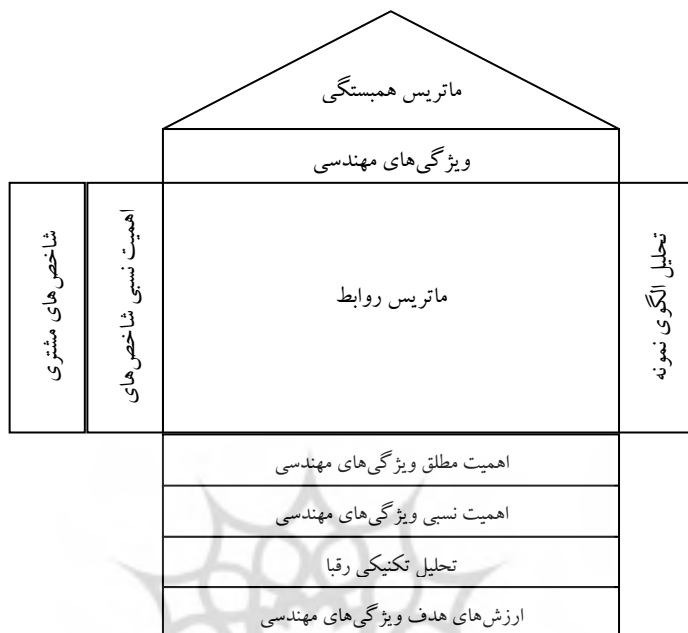 ماتریس همبستگی
ویژگی‌های مهندسی
تحلیل الگوی نمونه
ماتریس روابط
اهمیت نسبی شاخص‌های
شاخص‌های مشتری
اهمیت مطلق ویژگی‌های مهندسی
اهمیت نسبی ویژگی‌های مهندسی
تحلیل تکنیکی رقبا
ارزش‌های هدف ویژگی‌های مهندسی